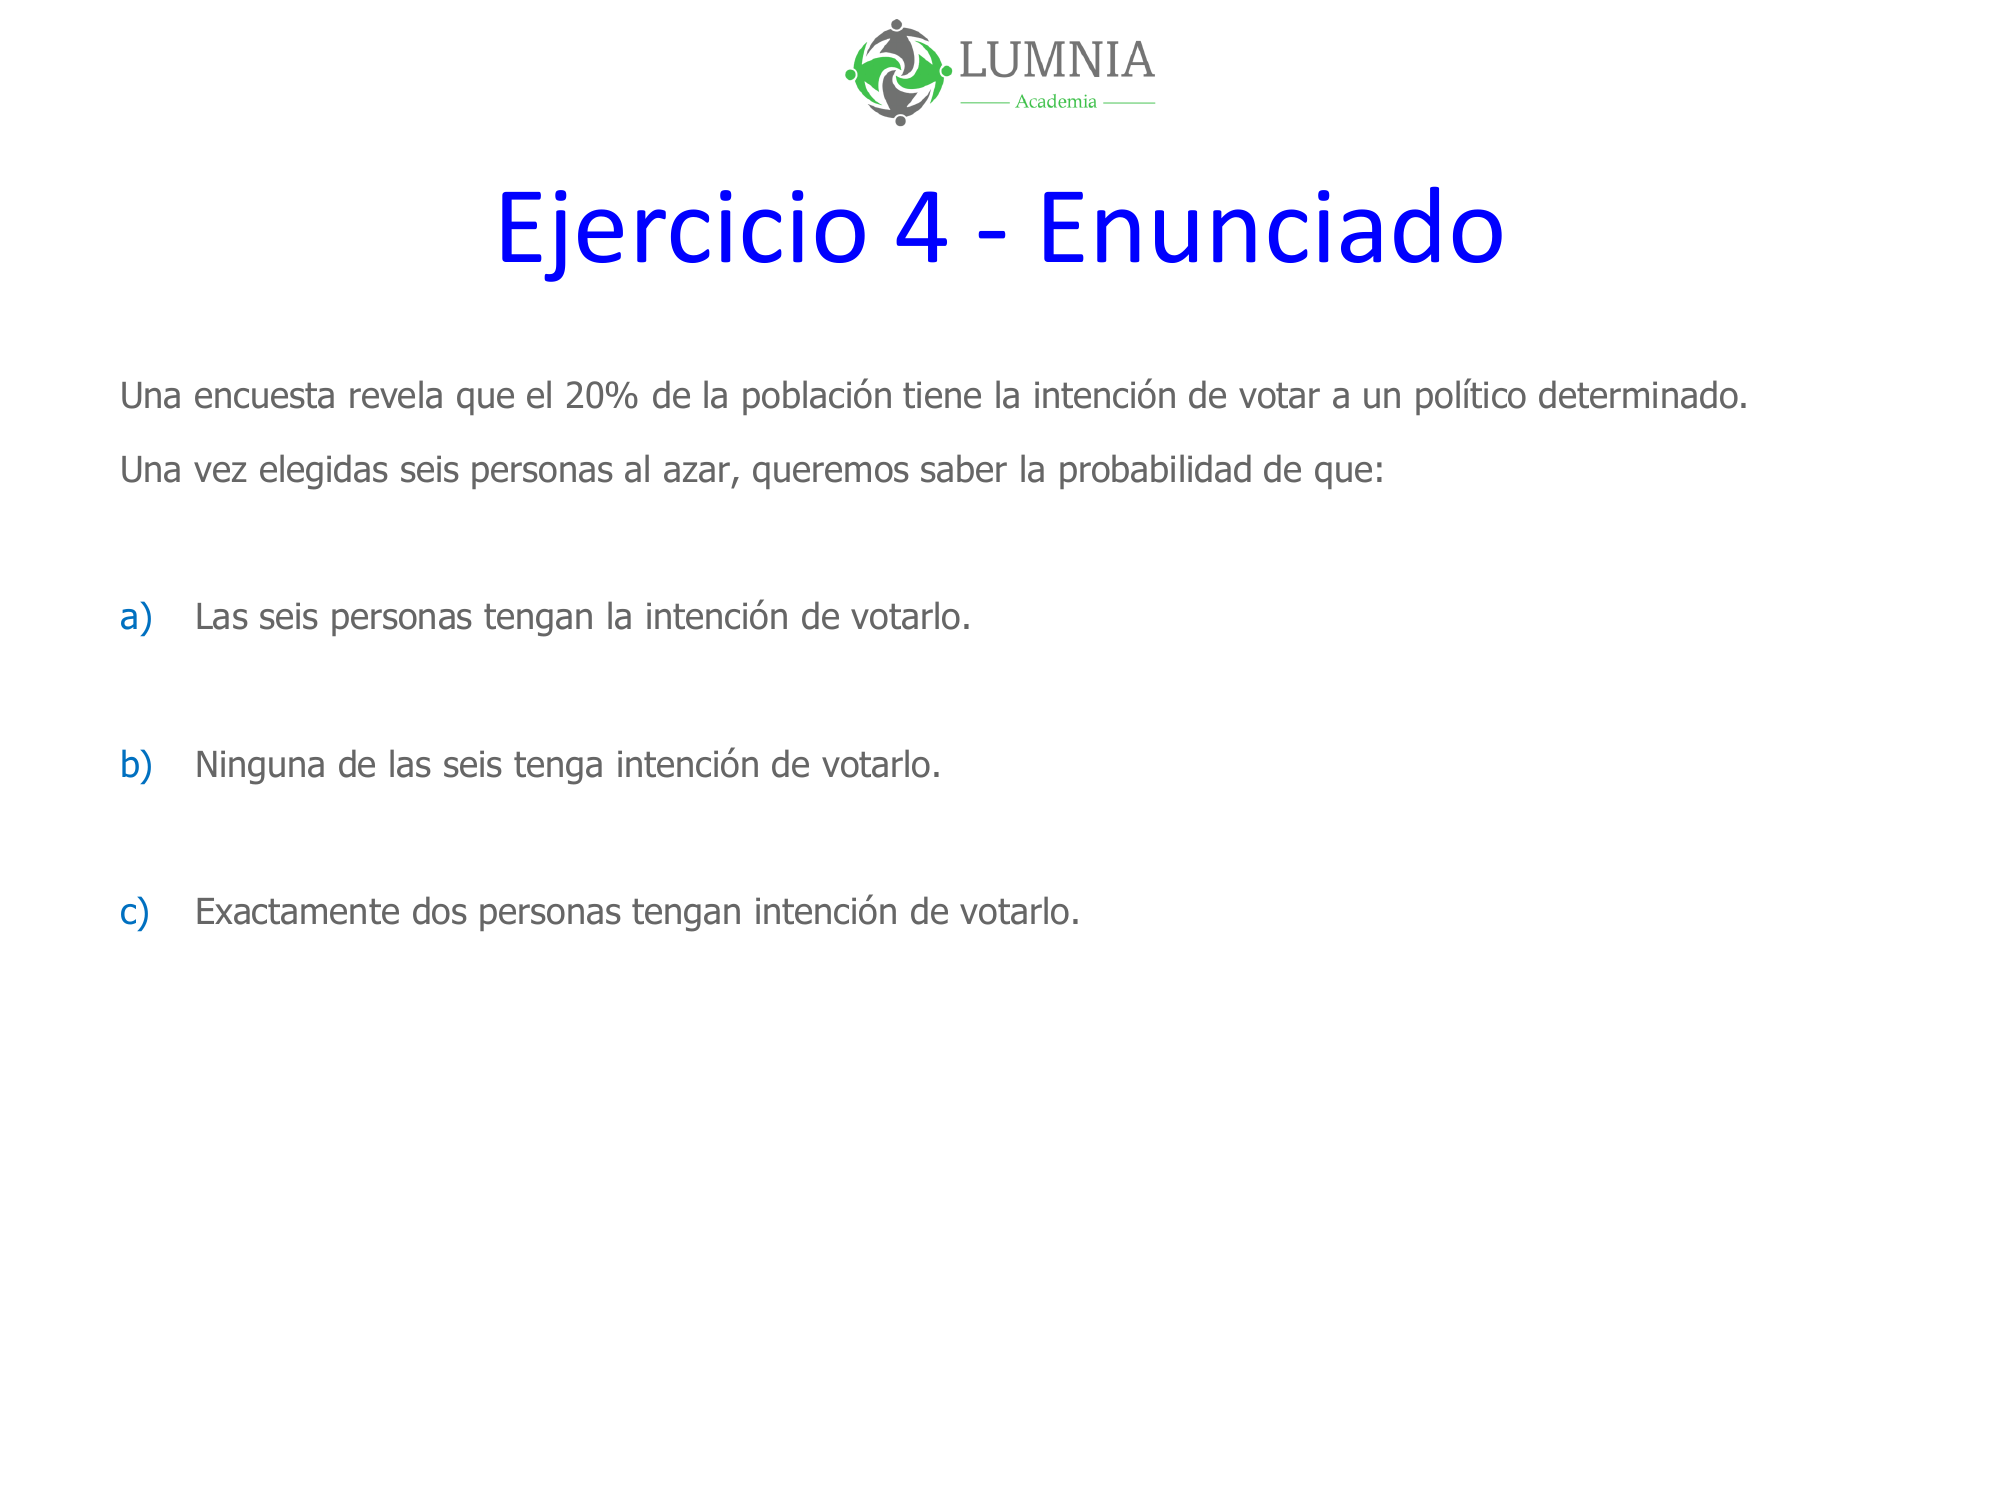 LUMNIA
Academia
Ejercicio 4 - Enunciado
Una encuesta revela que el 20% de la población tiene la intención de votar a un político determinado.
Una vez elegidas seis personas al azar, queremos saber la probabilidad de que:
a) Las seis personas tengan la intención de votarlo.
b) Ninguna de las seis tenga intención de votarlo.
c) Exactamente dos personas tengan intención de votarlo.